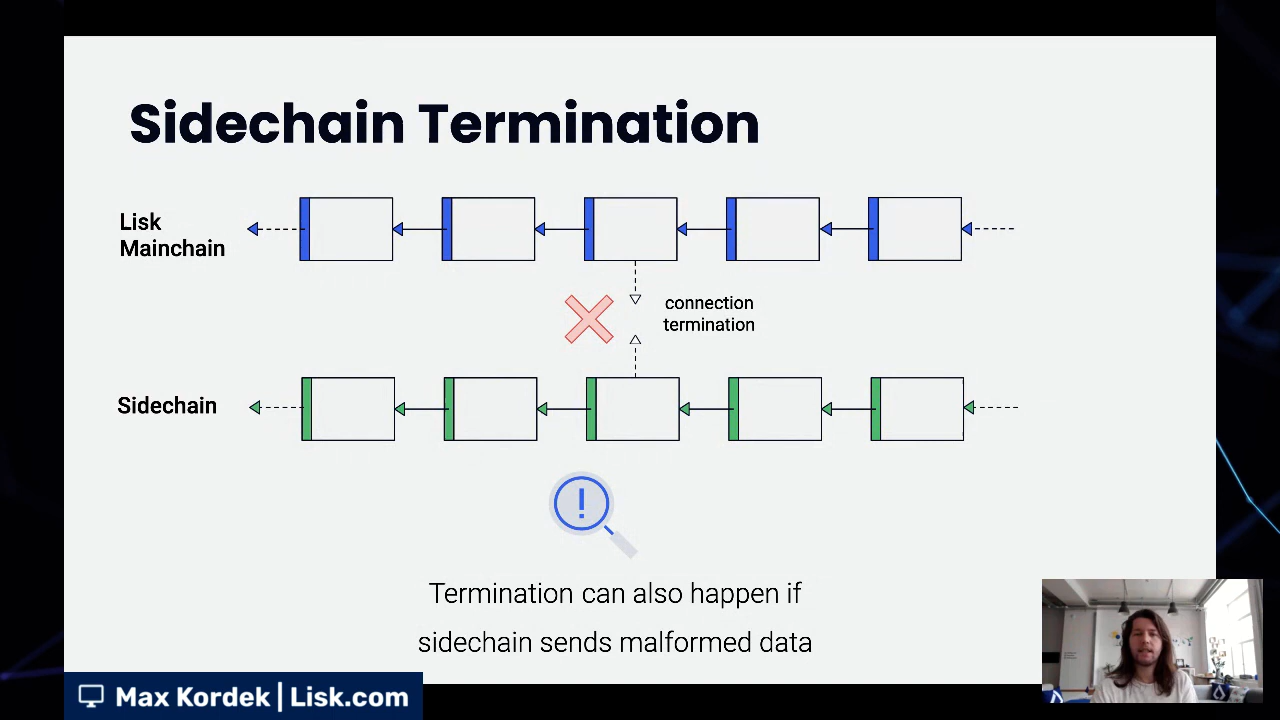 Sidechain Termination
Lisk
Mainchain
connection
termination
Sidechain
!
Termination can also happen if
sidechain sends malformed data
Max Kordek | Lisk.com